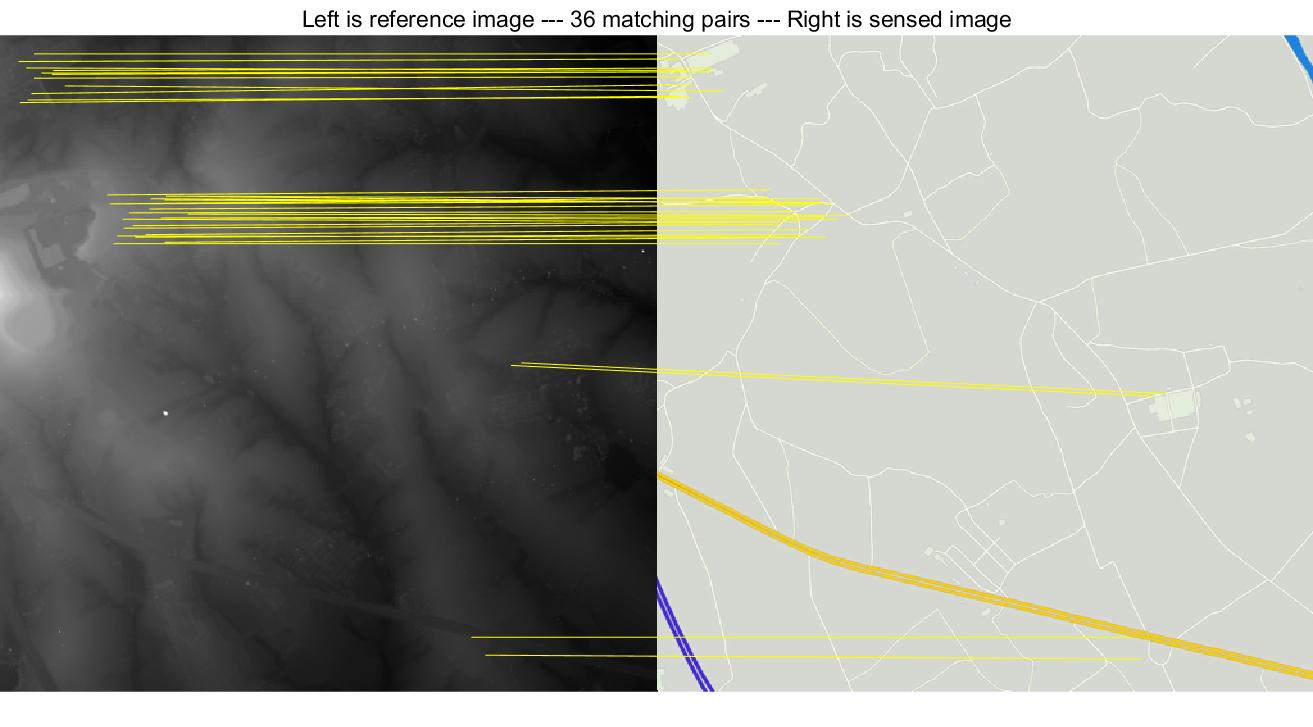 Left is reference image --- 36 matching pairs --- Right is sensed image